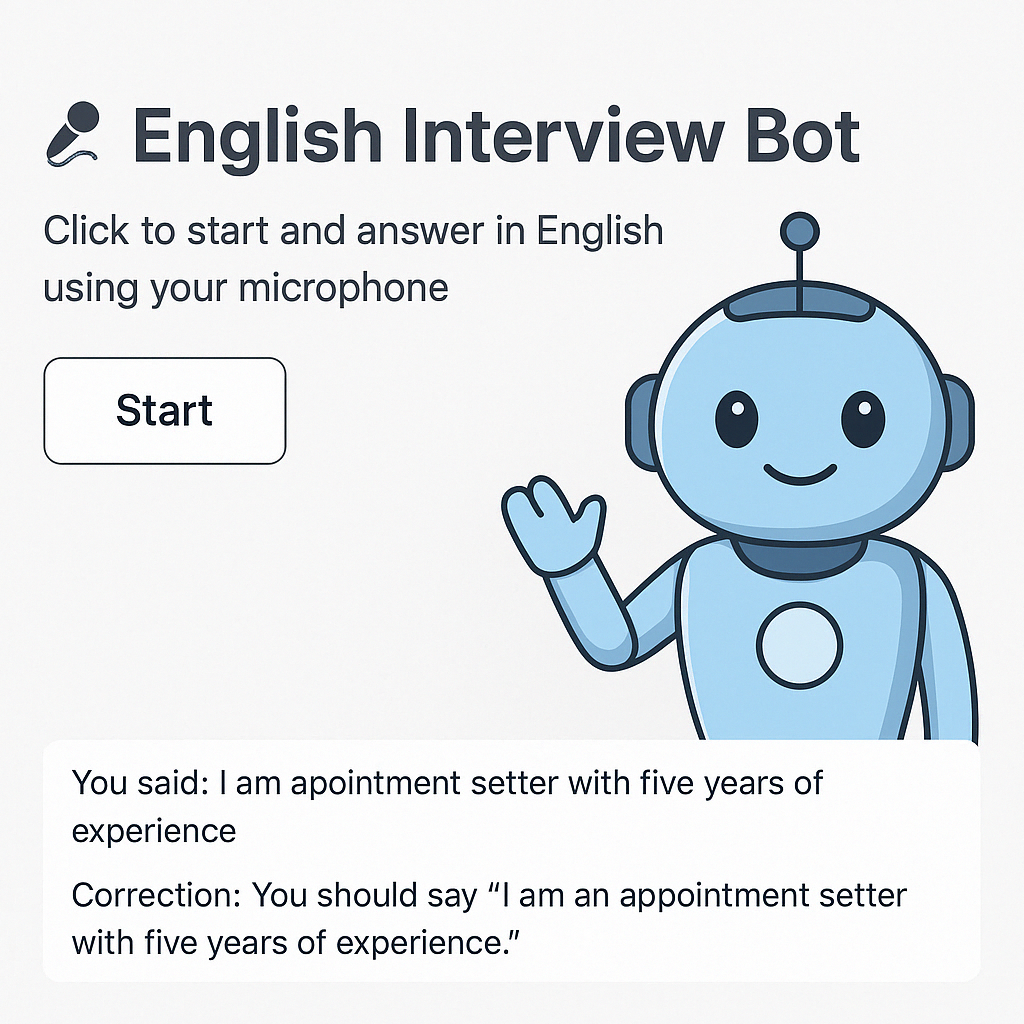 English Interview Bot
Click to start and answer in English
using your microphone
Start
You said: I am apointment setter with five years of
experience
Correction: You should say “I am an appointment setter
with five years of experience.”